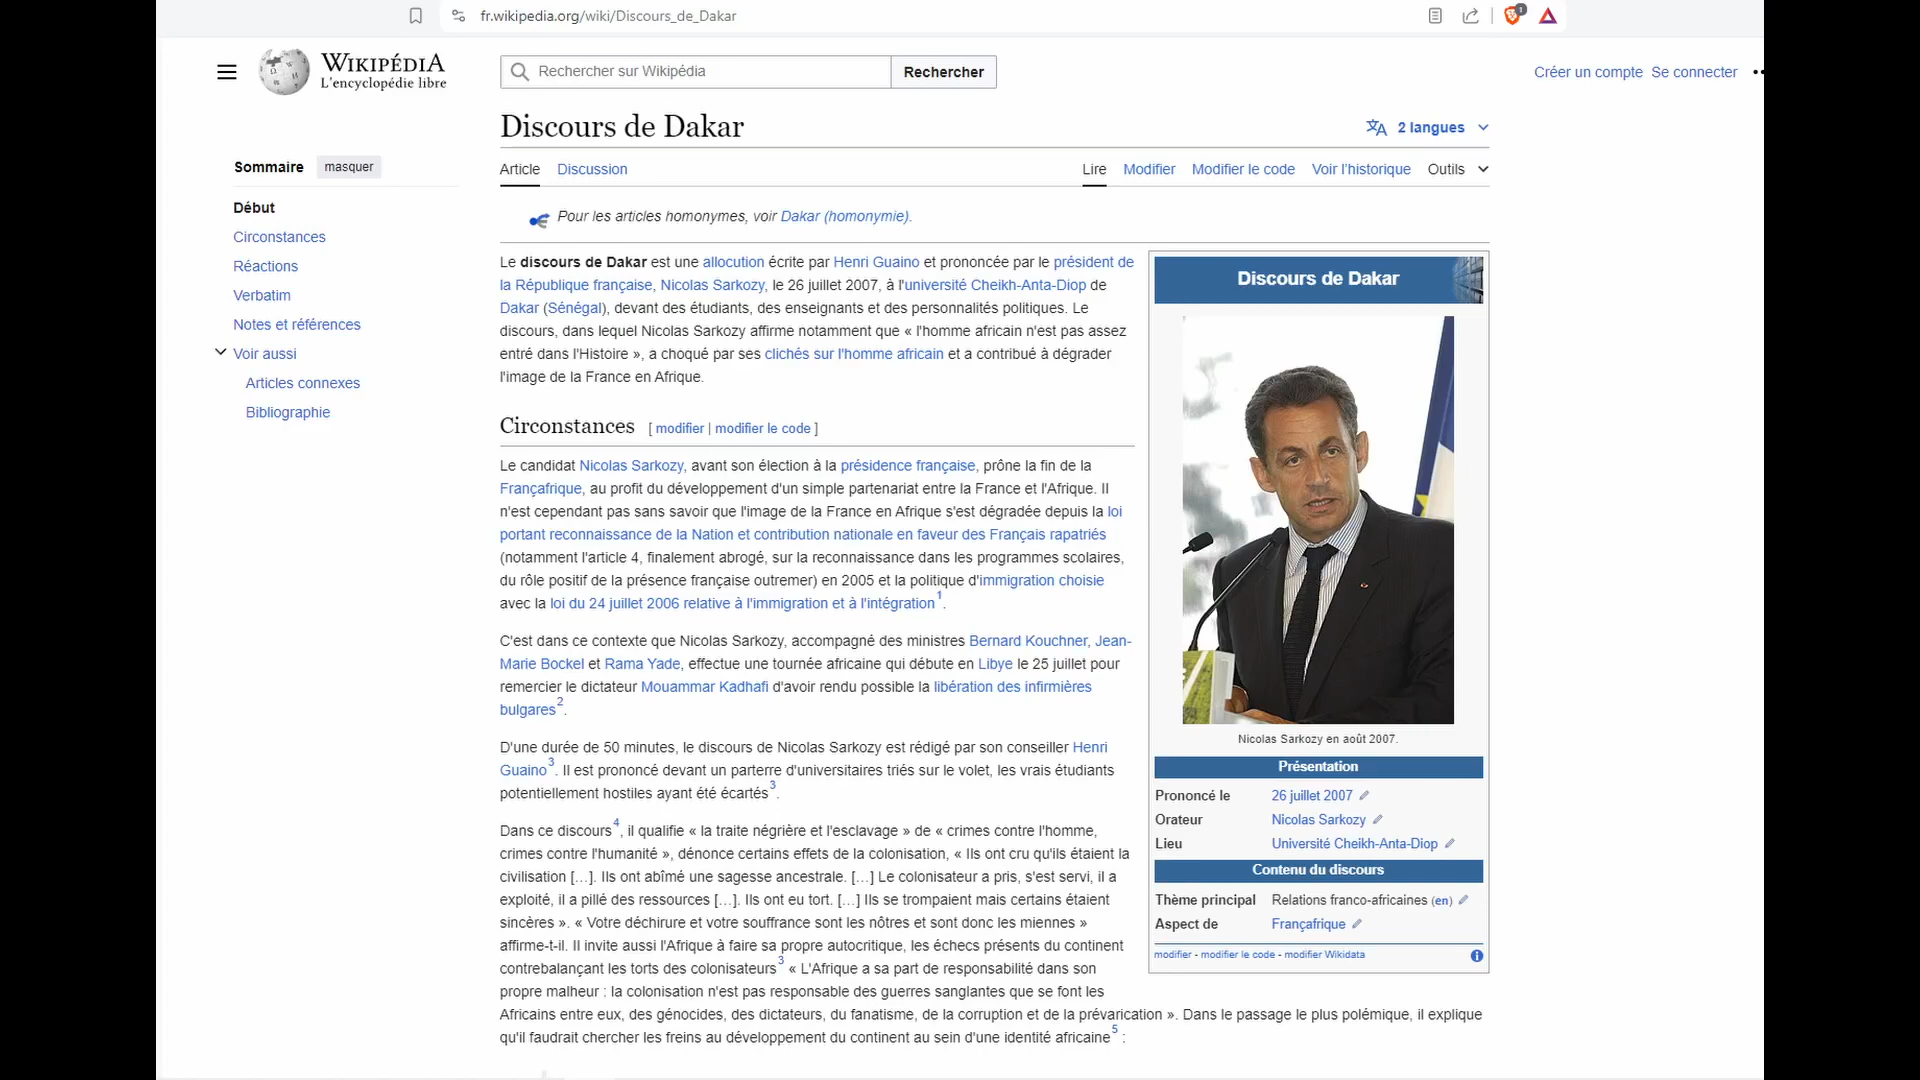 fr.wikipedia.org/wiki/Discours_de_Dakar
1
WIKIPÉDIA
L'encyclopédie libre
Rechercher sur Wikipédia
Rechercher
Créer un compte Se connecter
Discours de Dakar
2 langues
Sommaire masquer
Article Discussion
Lire Modifier Modifier le code Voir l'historique Outils
Début
Circonstances
Réactions
Verbatim
Notes et références
Voir aussi
Articles connexes
Bibliographie
Pour les articles homonymes, voir Dakar (homonymie).
Le discours de Dakar est une allocution écrite par Henri Guaino et prononcée par le président de
la République française, Nicolas Sarkozy, le 26 juillet 2007, à l'université Cheikh-Anta-Diop de
Dakar (Sénégal), devant des étudiants, des enseignants et des personnalités politiques. Le
discours, dans lequel Nicolas Sarkozy affirme notamment que « l'homme africain n'est pas assez
entré dans l'Histoire », a choqué par ses clichés sur l'homme africain et a contribué à dégrader
l'image de la France en Afrique.
Circonstances [ modifier | modifier le code ]
Le candidat Nicolas Sarkozy, avant son élection à la présidence française, prône la fin de la
Françafrique, au profit du développement d'un simple partenariat entre la France et l'Afrique. Il
n'est cependant pas sans savoir que l'image de la France en Afrique s'est dégradée depuis la loi
portant reconnaissance de la Nation et contribution nationale en faveur des Français rapatriés
(notamment l'article 4, finalement abrogé, sur la reconnaissance dans les programmes scolaires,
du rôle positif de la présence française outremer) en 2005 et la politique d'immigration choisie
avec la loi du 24 juillet 2006 relative à l'immigration et à l'intégration1.
C'est dans ce contexte que Nicolas Sarkozy, accompagné des ministres Bernard Kouchner, Jean-
Marie Bockel et Rama Yade, effectue une tournée africaine qui débute en Libye le 25 juillet pour
remercier le dictateur Mouammar Kadhafi d'avoir rendu possible la libération des infirmières
bulgares2.
D'une durée de 50 minutes, le discours de Nicolas Sarkozy est rédigé par son conseiller Henri
Guaino3. Il est prononcé devant un parterre d'universitaires triés sur le volet, les vrais étudiants
potentiellement hostiles ayant été écartés3.
Dans ce discours4, il qualifie « la traite négrière et l'esclavage » de « crimes contre l'homme,
crimes contre l'humanité », dénonce certains effets de la colonisation, « Ils ont cru qu'ils étaient la
civilisation […]. Ils ont abîmé une sagesse ancestrale. […] Le colonisateur a pris, s'est servi, il a
exploité, il a pillé des ressources […]. Ils ont eu tort. […] Ils se trompaient mais certains étaient
sincères ». « Votre déchirure et votre souffrance sont les nôtres et sont donc les miennes »
affirme-t-il. Il invite aussi l'Afrique à faire sa propre autocritique, les échecs présents du continent
contrebalançant les torts des colonisateurs3 « L'Afrique a sa part de responsabilité dans son
propre malheur : la colonisation n'est pas responsable des guerres sanglantes que se font les
Africains entre eux, des génocides, des dictateurs, du fanatisme, de la corruption et de la prévarication ». Dans le passage le plus polémique, il explique
qu'il faudrait chercher les freins au développement du continent au sein d'une identité africaine5 :
Discours de Dakar
Nicolas Sarkozy en août 2007.
Présentation
Prononcé le 26 juillet 2007
Orateur Nicolas Sarkozy
Lieu Université Cheikh-Anta-Diop
Contenu du discours
Thème principal Relations franco-africaines (en)
Aspect de Françafrique
modifier - modifier le code - modifier Wikidata